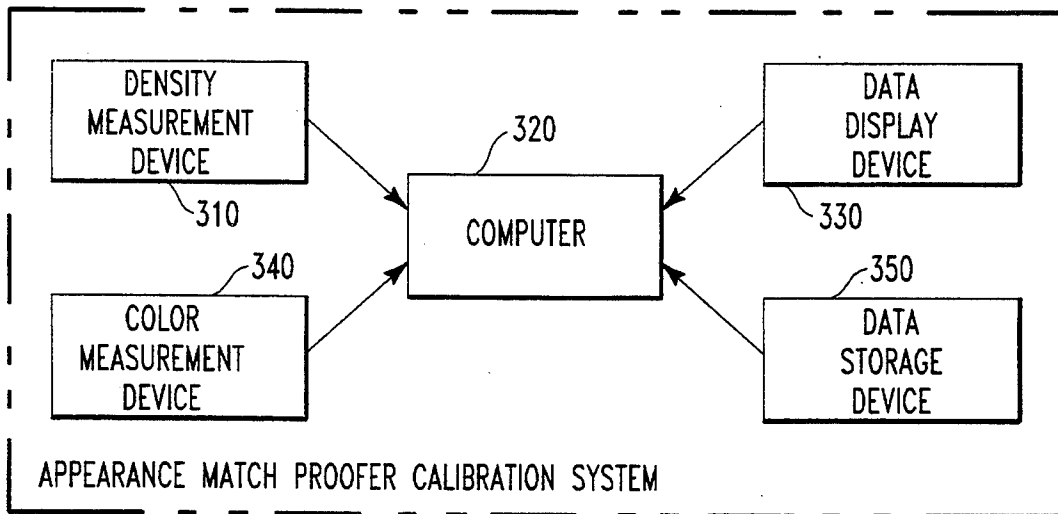 DENSITY
MEASUREMENT
DEVICE
310
320
COMPUTER
DATA
DISPLAY
DEVICE
330
340
COLOR
MEASUREMENT
DEVICE
350
DATA
STORAGE
DEVICE
APPEARANCE MATCH PROOFER CALIBRATION SYSTEM